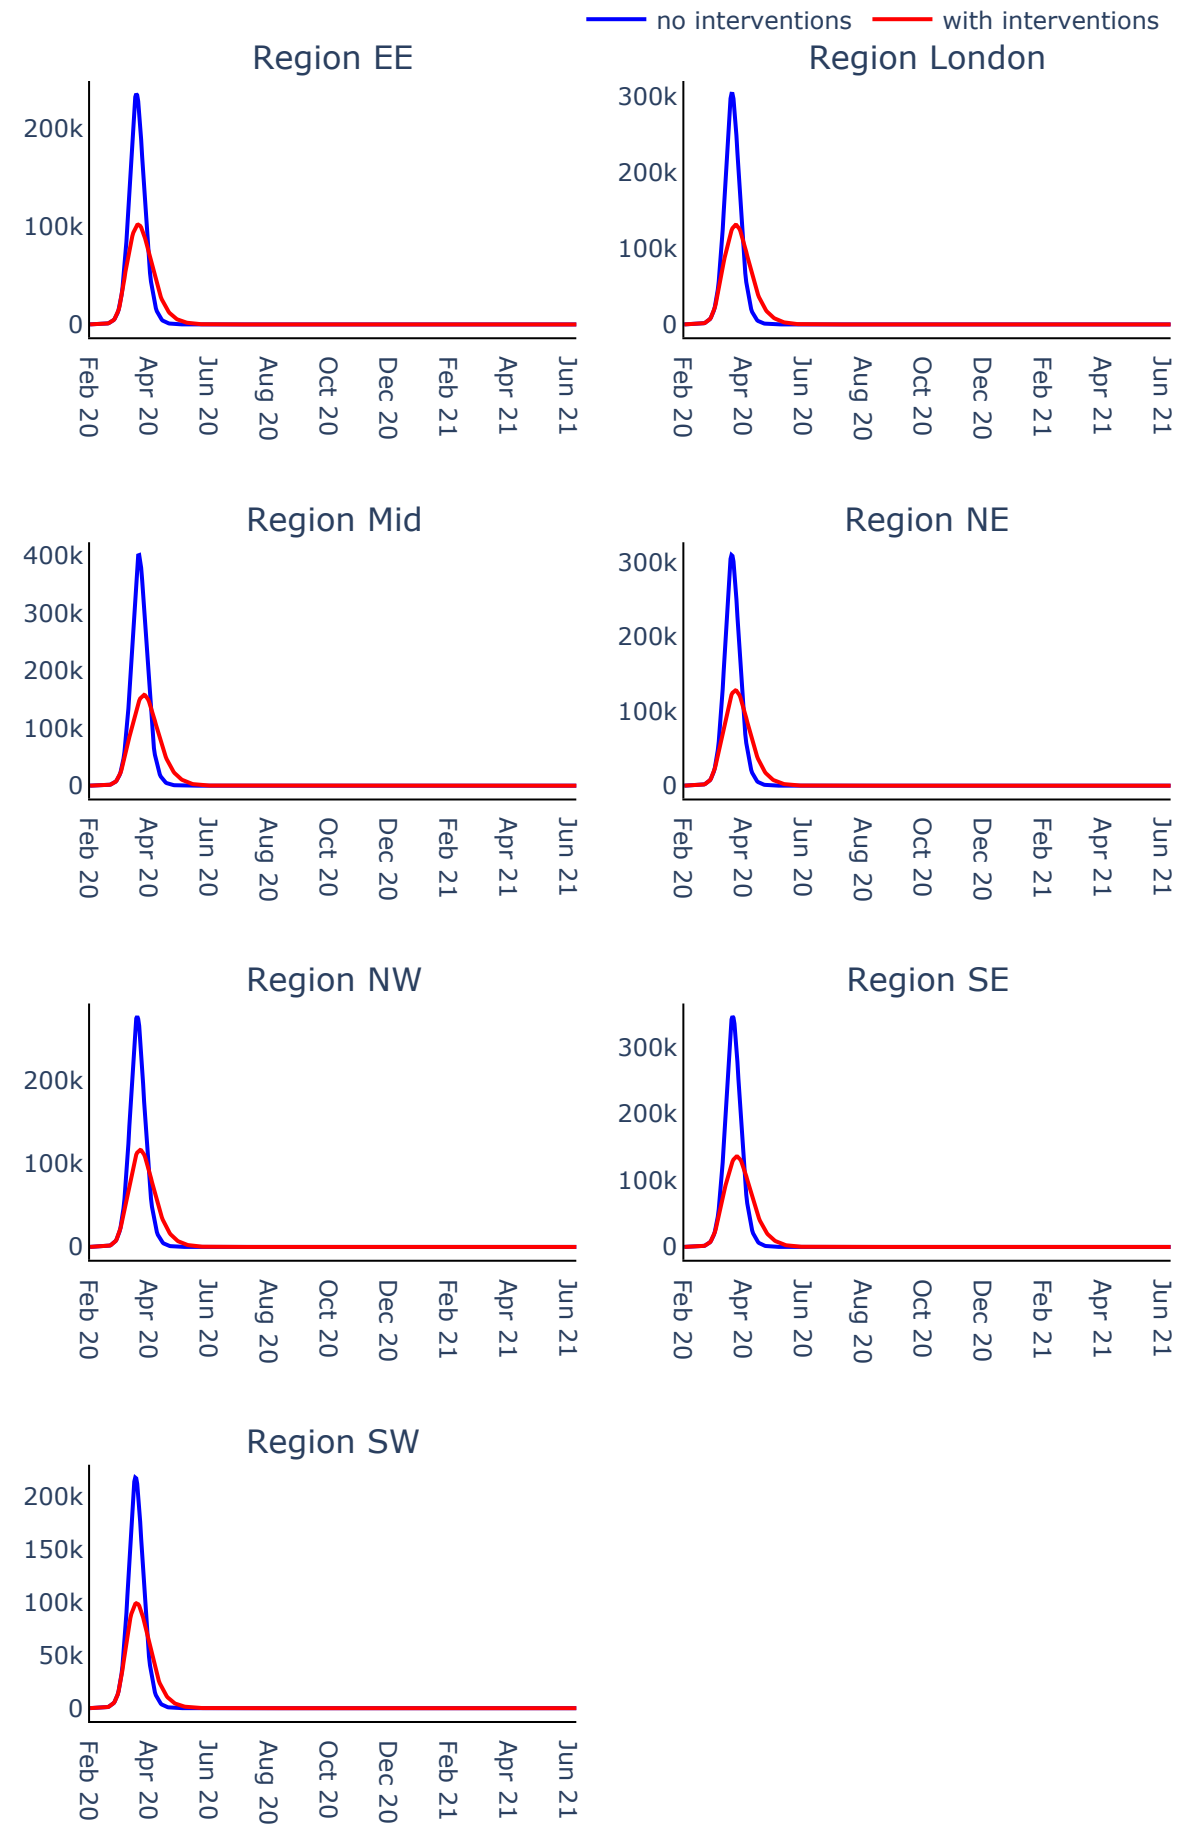 no interventions with interventions
Region EE Region London
200k
100k
0
Feb 20 Apr 20 Jun 20 Aug 20 Oct 20 Dec 20 Feb 21 Apr 21 Jun 21
300k
200k
100k
0
Feb 20 Apr 20 Jun 20 Aug 20 Oct 20 Dec 20 Feb 21 Apr 21 Jun 21
Region Mid Region NE
400k
300k
200k
100k
0
Feb 20 Apr 20 Jun 20 Aug 20 Oct 20 Dec 20 Feb 21 Apr 21 Jun 21
300k
200k
100k
0
Feb 20 Apr 20 Jun 20 Aug 20 Oct 20 Dec 20 Feb 21 Apr 21 Jun 21
Region NW Region SE
200k
100k
0
Feb 20 Apr 20 Jun 20 Aug 20 Oct 20 Dec 20 Feb 21 Apr 21 Jun 21
300k
200k
100k
0
Feb 20 Apr 20 Jun 20 Aug 20 Oct 20 Dec 20 Feb 21 Apr 21 Jun 21
Region SW
200k
150k
100k
50k
0
Feb 20 Apr 20 Jun 20 Aug 20 Oct 20 Dec 20 Feb 21 Apr 21 Jun 21